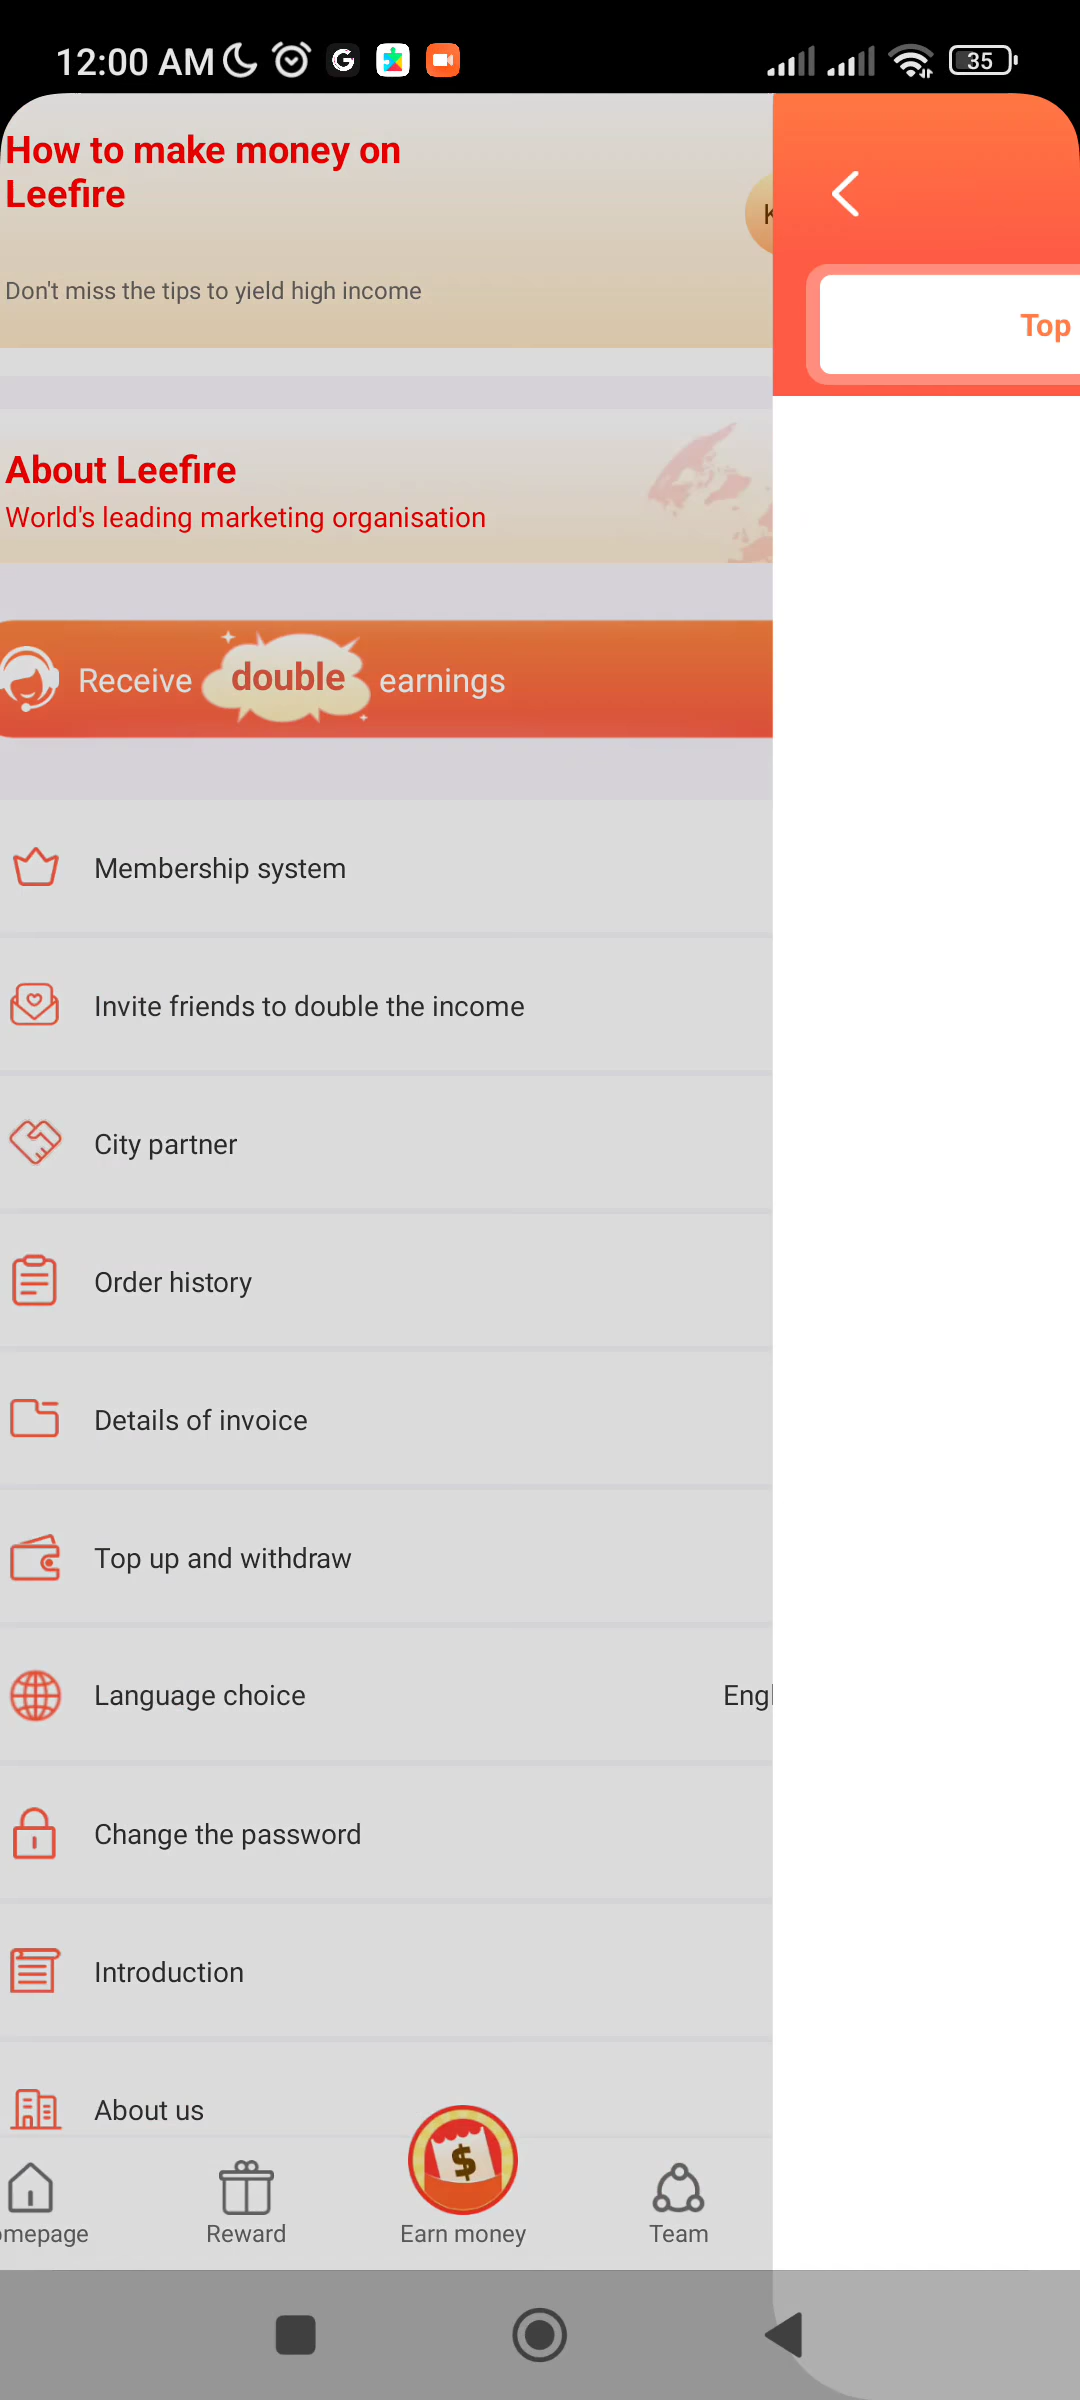 12:00 AM
35
How to make money on
Leefire
K
Don't miss the tips to yield high income
Top
About Leefire
World's leading marketing organisation
Receive double earnings
Membership system
Invite friends to double the income
City partner
Order history
Details of invoice
Top up and withdraw
Language choice
Engl
Change the password
Introduction
About us
omepage
Reward
Earn money
Team